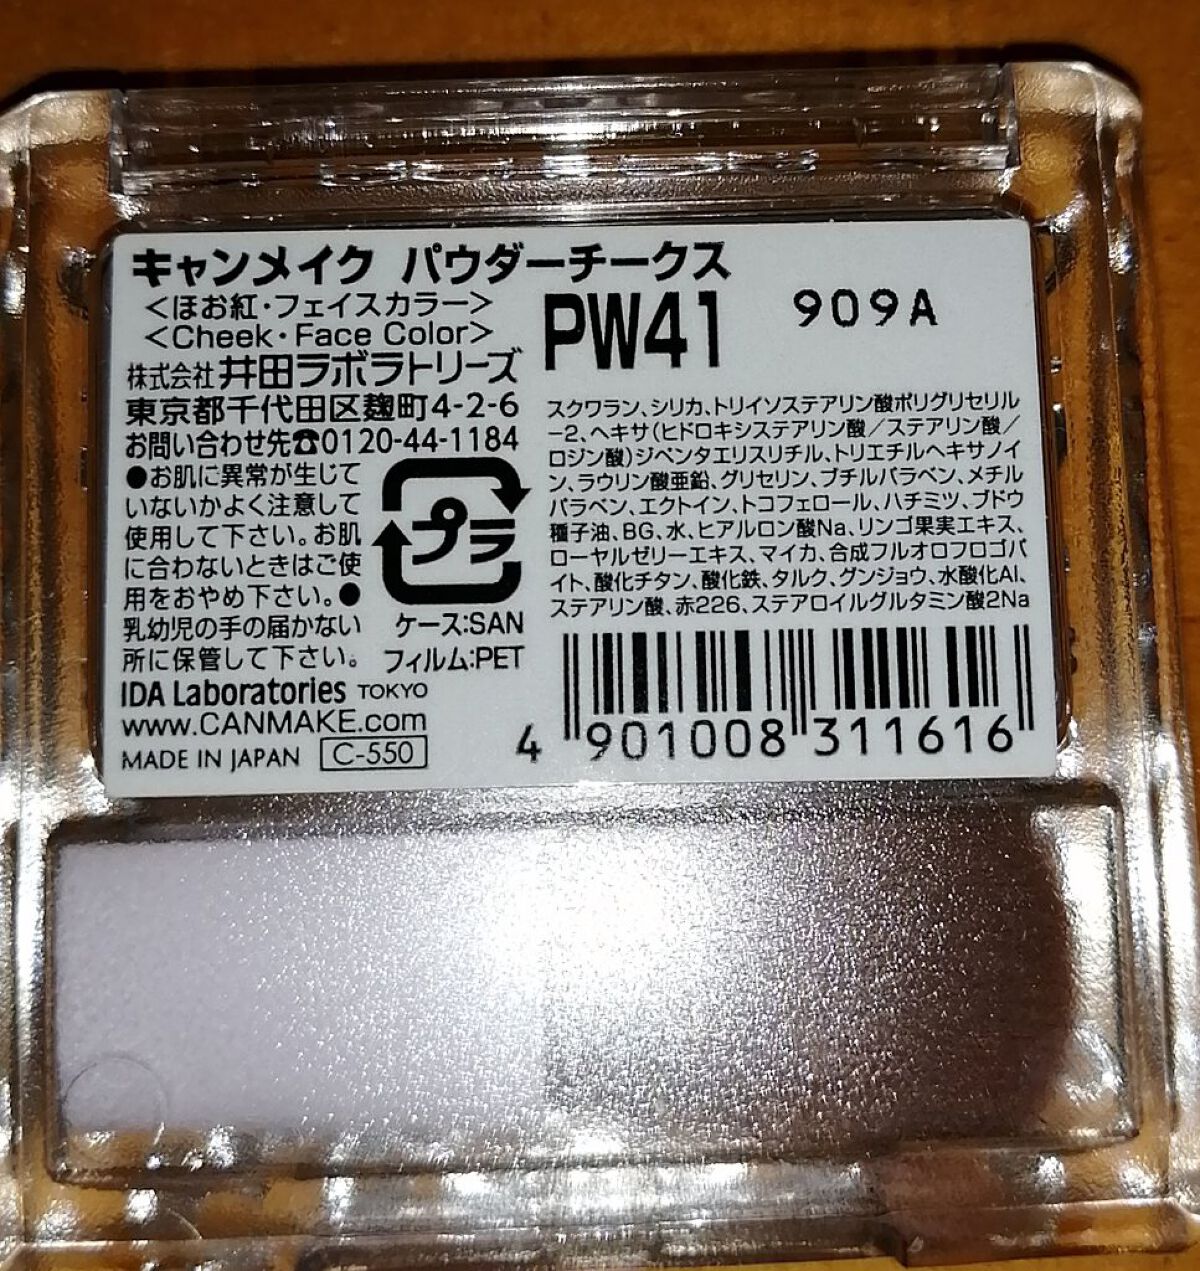 キャンメイク パウダーチークス
<ほお紅・フェイスカラー>
<Cheek・Face Color>
PW41
909A
株式会社 井田ラボラトリーズ
東京都千代田区麹町4-2-6
お問い合わせ先☎0120-44-1184
●お肌に異常が生じて
いないかよく注意して
使用して下さい。お肌
に合わないときはご使
用をおやめ下さい。●
乳幼児の手の届かない
所に保管して下さい。
プラ
ケース:SAN
フィルム:PET
IDA Laboratories TOKYO
www.CANMAKE.com
MADE IN JAPAN C-550
スクワラン、シリカ、トリイソステアリン酸ポリグリセリル
-2、ヘキサ(ヒドロキシステアリン酸/ステアリン酸/
ロジン酸)ジペンタエリスリチル、トリエチルヘキサノイ
ン、ラウリン酸亜鉛、グリセリン、ブチルパラベン、メチル
パラベン、エクトイン、トコフェロール、ハチミツ、ブドウ
種子油、BG、水、ヒアルロン酸Na、リンゴ果実エキス、
ローヤルゼリーエキス、マイカ、合成フルオロフロゴパ
イト、酸化チタン、酸化鉄、タルク、グンジョウ、水酸化Al、
ステアリン酸、赤226、ステアロイルグルタミン酸2Na
4 901008 311616